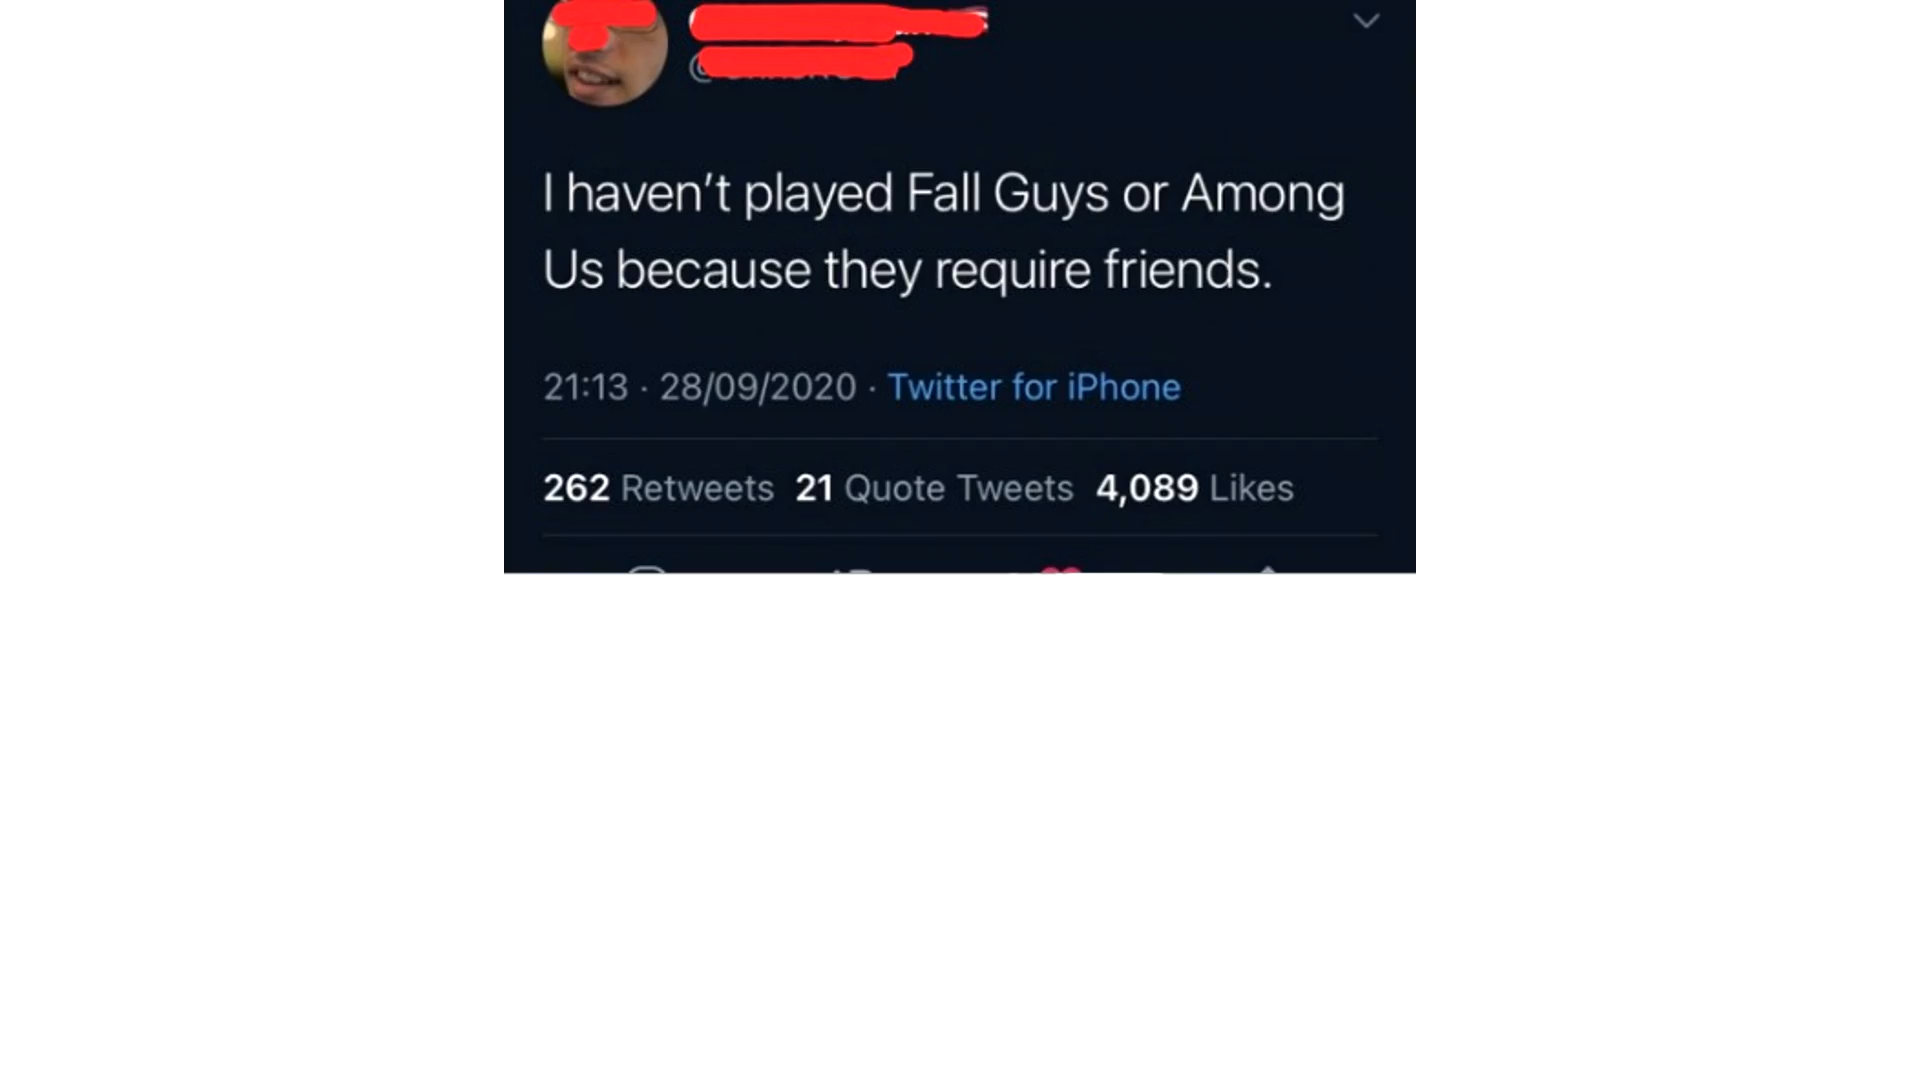 @
I haven’t played Fall Guys or Among
Us because they require friends.
21:13 · 28/09/2020 · Twitter for iPhone
262 Retweets 21 Quote Tweets 4,089 Likes